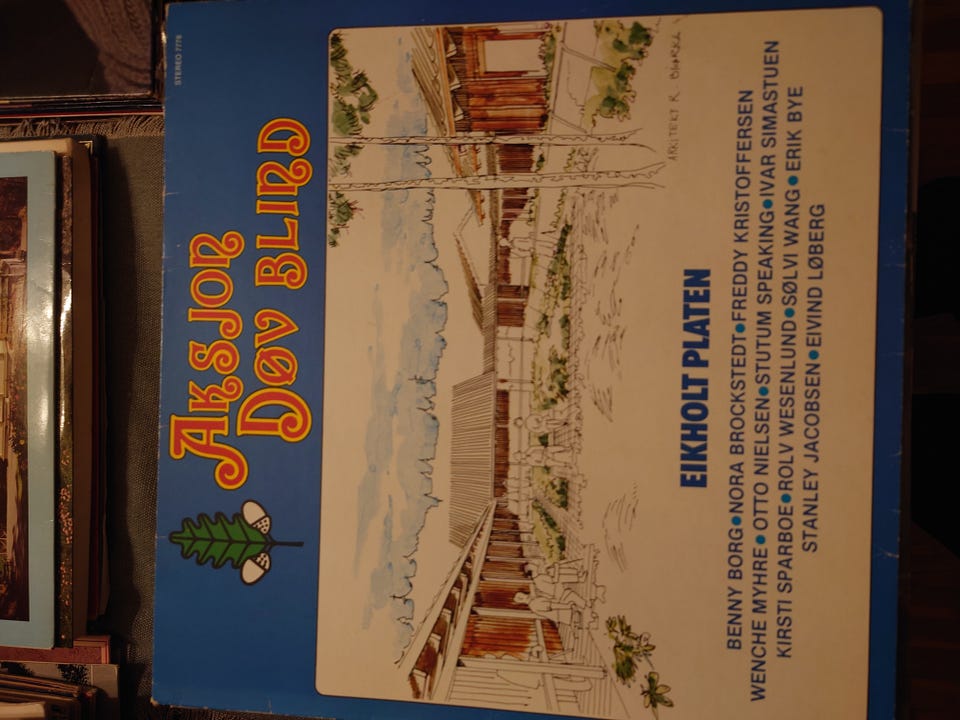 STEREO 7778
AKSJON
DØV BLIND
ARKITEKT R.
EIKHOLT PLATEN
BENNY BORG•NORA BROCKSTEDT•FREDDY KRISTOFFERSEN
WENCHE MYHRE•OTTO NIELSEN•STUTUM SPEAKING•IVAR SIMASTUEN
KIRSTI SPARBOE•ROLV WESENLUND•SØLVI WANG•ERIK BYE
STANLEY JACOBSEN•EIVIND LØBERG